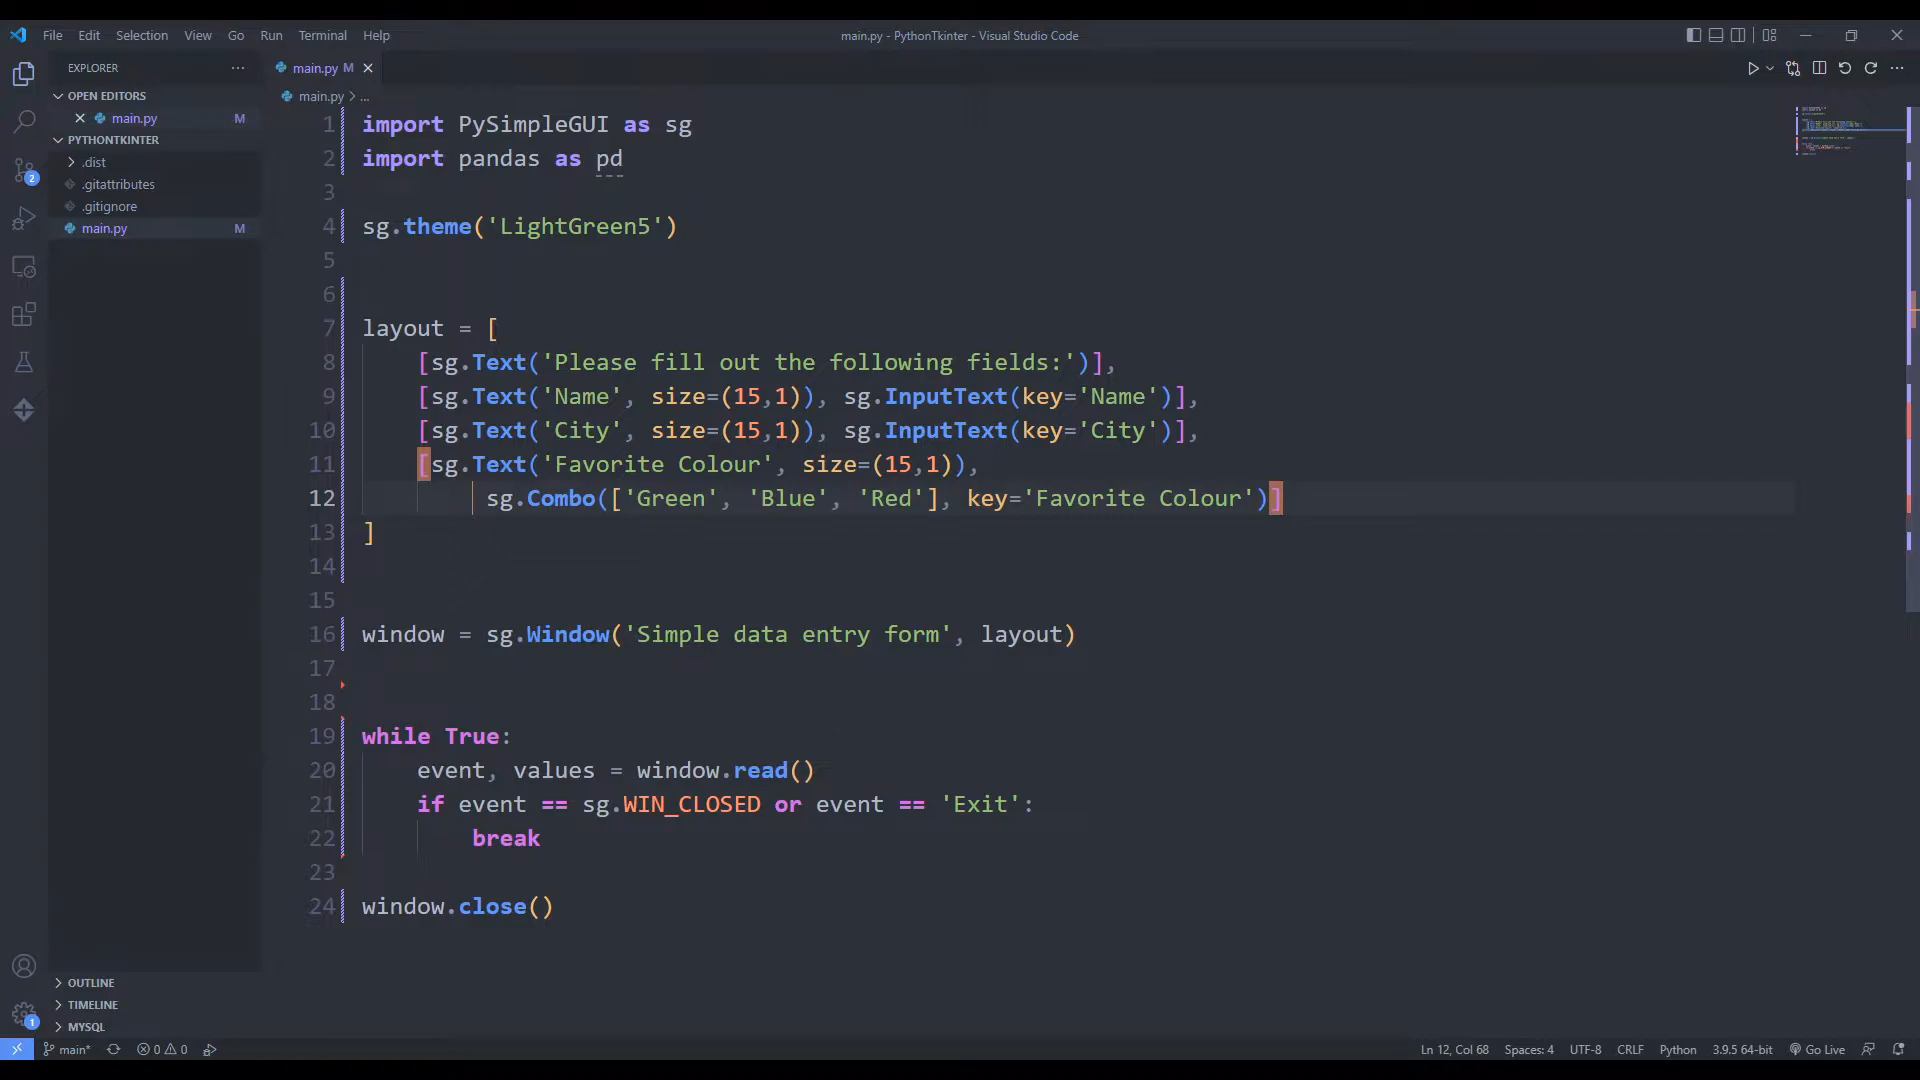 File Edit Selection View Go Run Terminal Help
main.py - PythonTkinter - Visual Studio Code
EXPLORER
OPEN EDITORS
main.py M
PYTHONTKINTER
.dist
.gitattributes
.gitignore
main.py M
OUTLINE
TIMELINE
MYSQL
2
1
main.py M
main.py > ...
1 import PySimpleGUI as sg
2 import pandas as pd
3
4 sg.theme('LightGreen5')
5
6
7 layout = [
8 [sg.Text('Please fill out the following fields:')],
9 [sg.Text('Name', size=(15,1)), sg.InputText(key='Name')],
10 [sg.Text('City', size=(15,1)), sg.InputText(key='City')],
11 [sg.Text('Favorite Colour', size=(15,1)),
12 sg.Combo(['Green', 'Blue', 'Red'], key='Favorite Colour')]
13 ]
14
15
16 window = sg.Window('Simple data entry form', layout)
17
18
19 while True:
20 event, values = window.read()
21 if event == sg.WIN_CLOSED or event == 'Exit':
22 break
23
24 window.close()
main* 0 0
Ln 12, Col 68 Spaces: 4 UTF-8 CRLF Python 3.9.5 64-bit Go Live